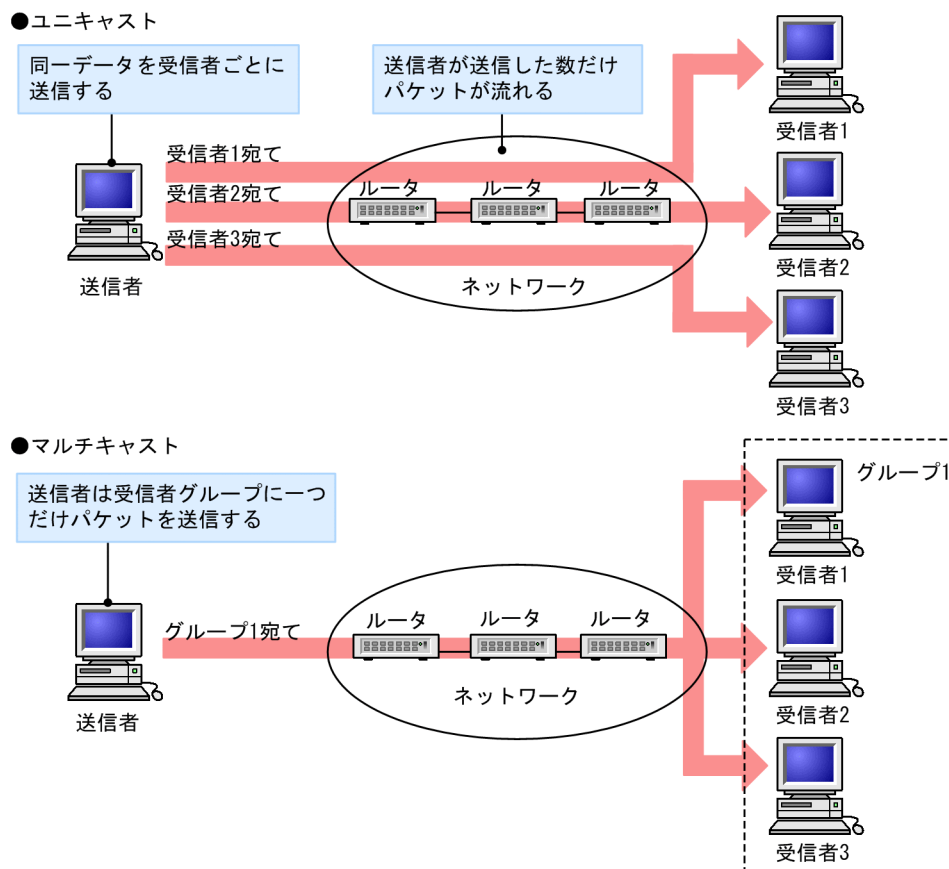 ●ユニキャスト
同一データを受信者ごとに
送信する
送信者が送信した数だけ
パケットが流れる
受信者1宛て
受信者2宛て
受信者3宛て
ルータ
ルータ
ルータ
ネットワーク
送信者
受信者1
受信者2
受信者3
●マルチキャスト
送信者は受信者グループに一つ
だけパケットを送信する
グループ1
グループ1宛て
ルータ
ルータ
ルータ
ネットワーク
送信者
受信者1
受信者2
受信者3